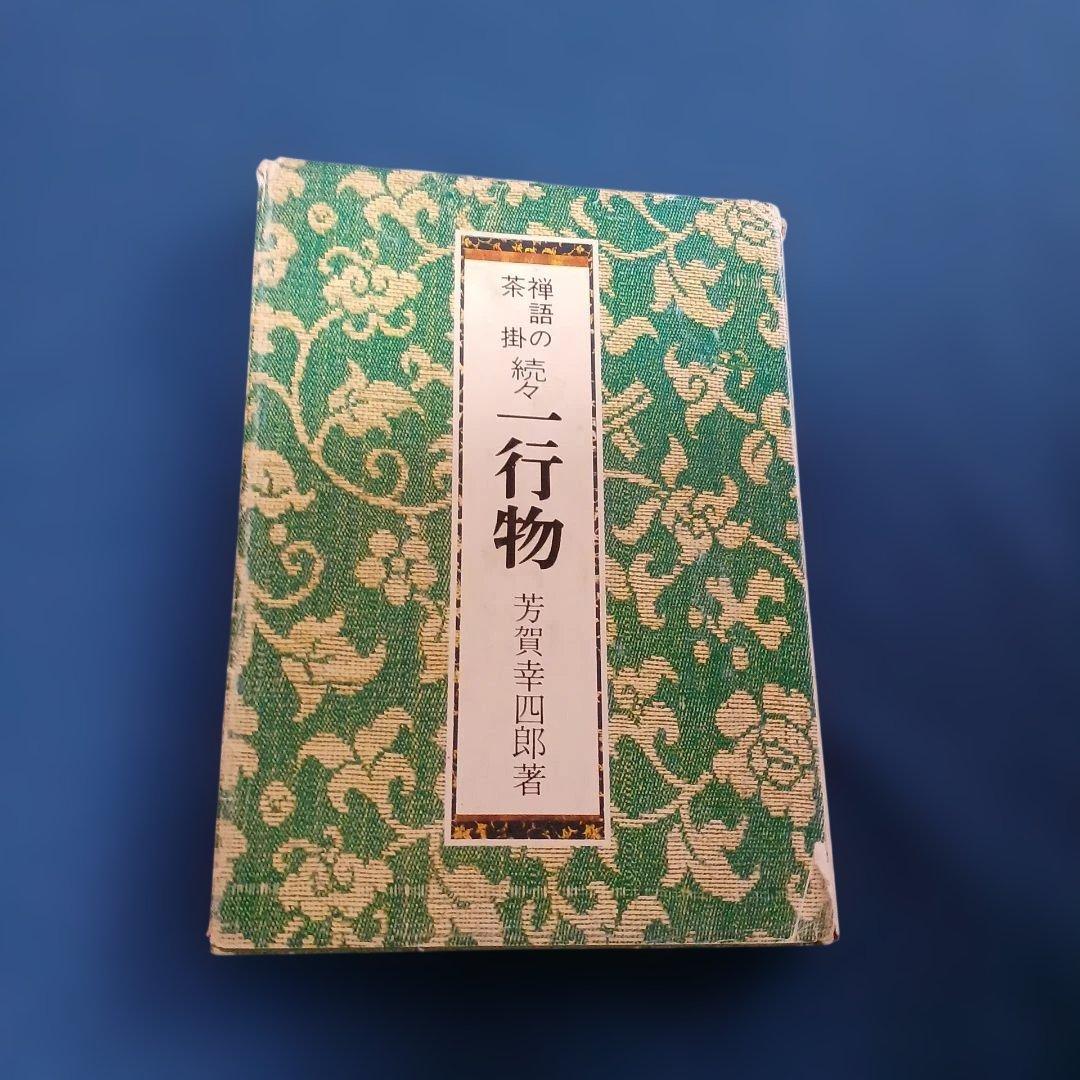 禅語の
茶掛
続々
一行物
芳賀幸四郎著